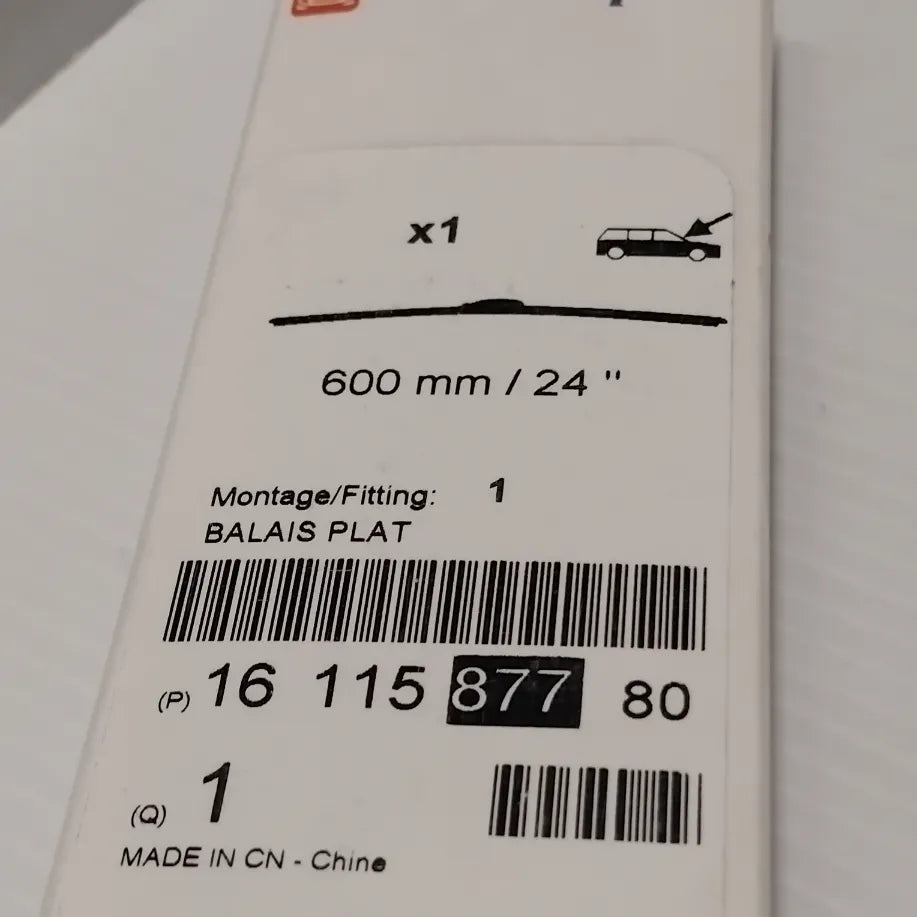 x1
600 mm / 24 "
Montage/Fitting: 1
BALAIS PLAT
(P) 16 115 877 80
(Q) 1
MADE IN CN - Chine